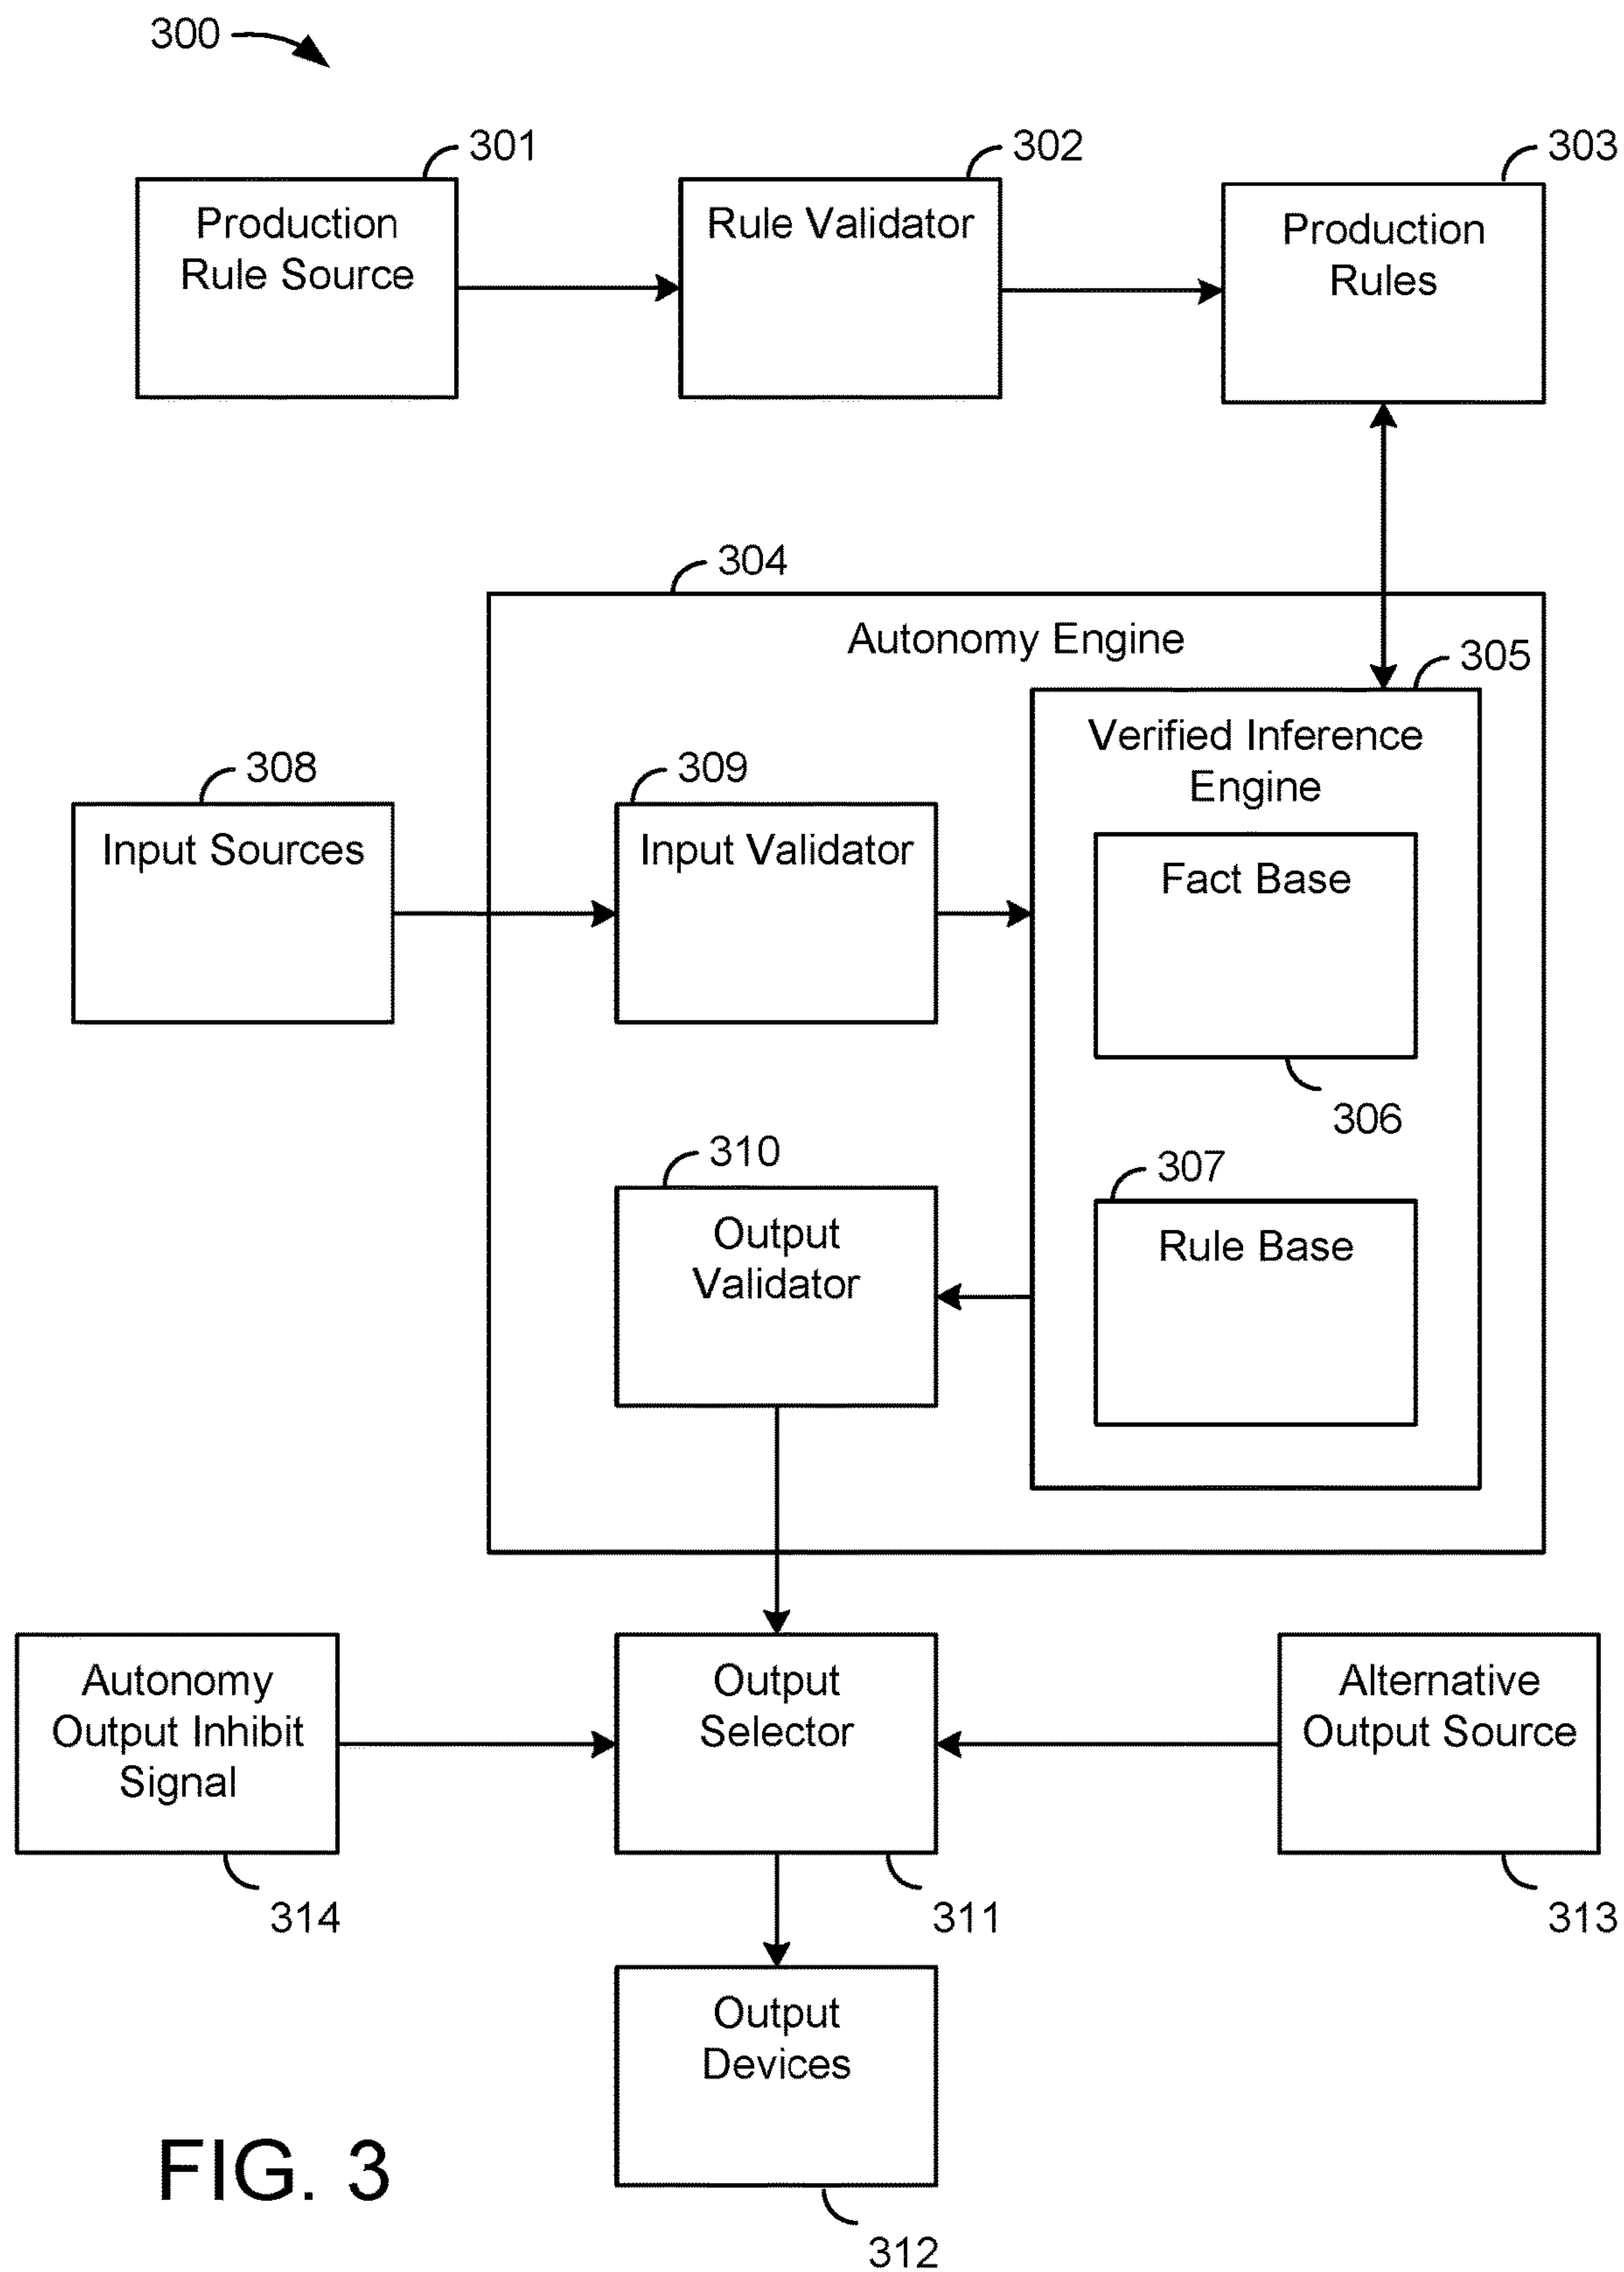 300
301
302
303
Production
Rule Source
Rule Validator
Production
Rules
304
Autonomy Engine
305
Verified Inference
Engine
308
Input Sources
309
Input Validator
Fact Base
306
310
Output
Validator
307
Rule Base
Autonomy
Output Inhibit
Signal
314
Output
Selector
311
Alternative
Output Source
313
Output
Devices
312
FIG. 3